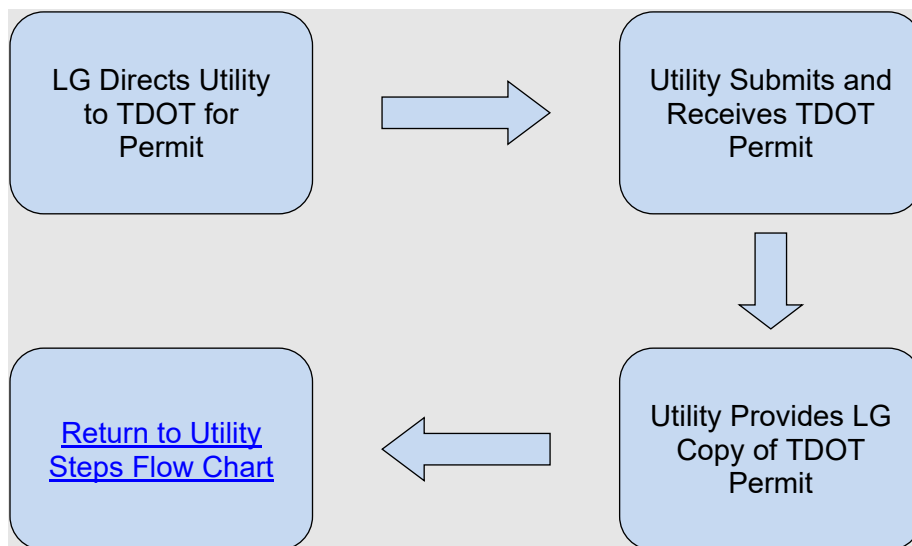 LG Directs Utility
to TDOT for
Permit
Utility Submits and
Receives TDOT
Permit
Utility Provides LG
Copy of TDOT
Permit
Return to Utility
Steps Flow Chart